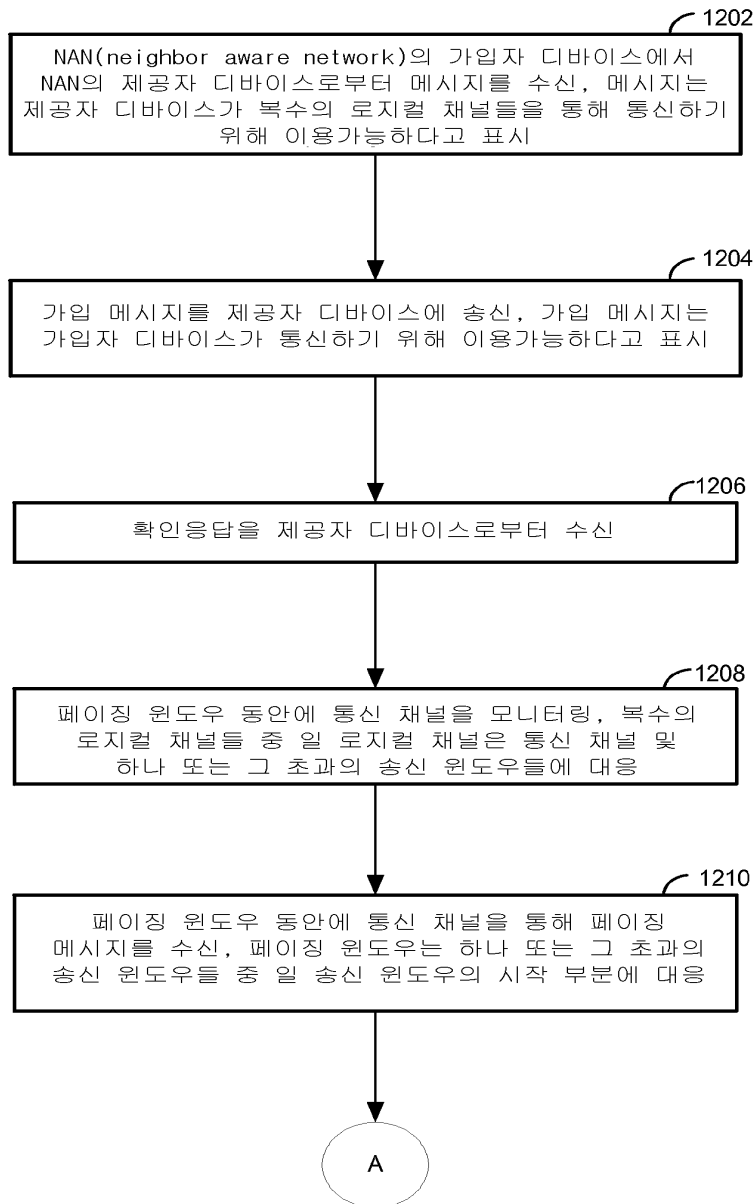 1202
NAN(neighbor aware network)의 가입자 디바이스에서
NAN의 제공자 디바이스로부터 메시지를 수신, 메시지는
제공자 디바이스가 복수의 로지컬 채널들을 통해 통신하기
위해 이용가능하다고 표시
1204
가입 메시지를 제공자 디바이스에 송신, 가입 메시지는
가입자 디바이스가 통신하기 위해 이용가능하다고 표시
1206
확인응답을 제공자 디바이스로부터 수신
1208
페이징 윈도우 동안에 통신 채널을 모니터링, 복수의
로지컬 채널들 중 일 로지컬 채널은 통신 채널 및
하나 또는 그 초과의 송신 윈도우들에 대응
1210
페이징 윈도우 동안에 통신 채널을 통해 페이징
메시지를 수신, 페이징 윈도우는 하나 또는 그 초과의
송신 윈도우들 중 일 송신 윈도우의 시작 부분에 대응
A